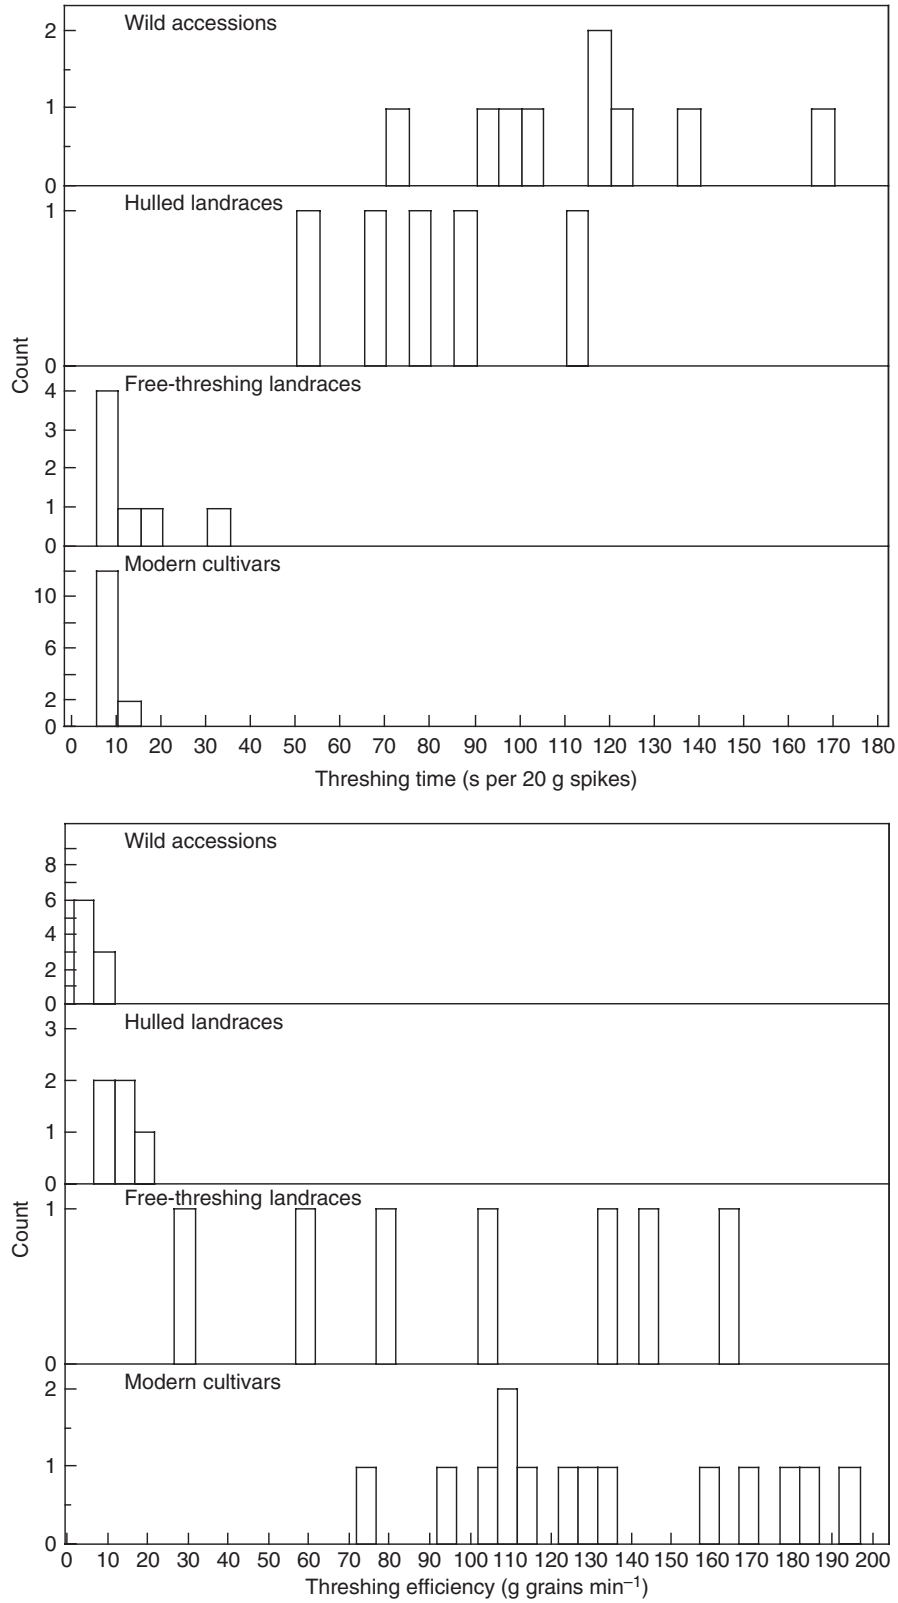 Wild accessions
2
1
0
Hulled landraces
1
0
Count
Free-threshing landraces
4
3
2
1
0
Modern cultivars
10
6
2
0
0 10 20 30 40 50 60 70 80 90 100 110 120 130 140 150 160 170 180
Threshing time (s per 20 g spikes)
Wild accessions
8
6
4
2
0
Hulled landraces
3
2
1
0
Count
Free-threshing landraces
1
0
Modern cultivars
2
1
0
0 10 20 30 40 50 60 70 80 90 100 110 120 130 140 150 160 170 180 190 200
Threshing efficiency (g grains min⁻¹)